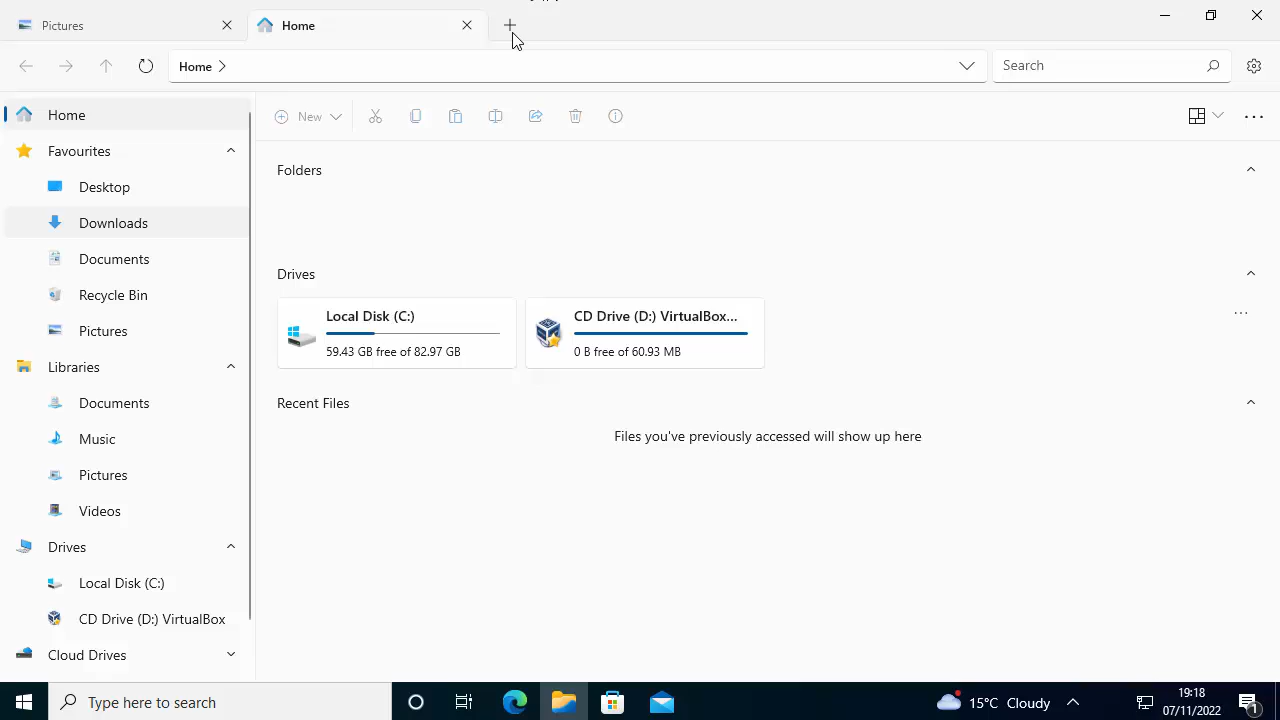 Pictures
Home
Home
Search
Home
Favourites
Desktop
Downloads
Documents
Recycle Bin
Pictures
Libraries
Documents
Music
Pictures
Videos
Drives
Local Disk (C:)
CD Drive (D:) VirtualBox
Cloud Drives
New
Folders
Drives
Local Disk (C:)
59.43 GB free of 82.97 GB
CD Drive (D:) VirtualBox...
0 B free of 60.93 MB
Recent Files
Files you've previously accessed will show up here
Type here to search
15°C Cloudy
19:18
07/11/2022
1